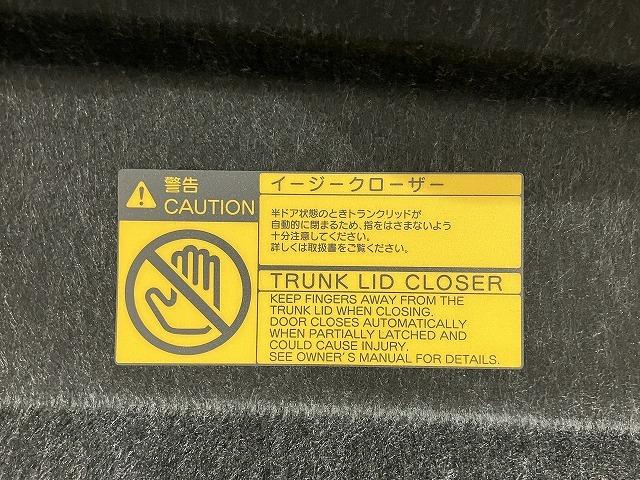 警告
CAUTION
イージークローザー
半ドア状態のときトランクリッドが
自動的に閉まるため、指をはさまないよう
十分注意してください。
詳しくは取扱書をご覧ください。
TRUNK LID CLOSER
KEEP FINGERS AWAY FROM THE
TRUNK LID WHEN CLOSING.
DOOR CLOSES AUTOMATICALLY
WHEN PARTIALLY LATCHED AND
COULD CAUSE INJURY.
SEE OWNER'S MANUAL FOR DETAILS.